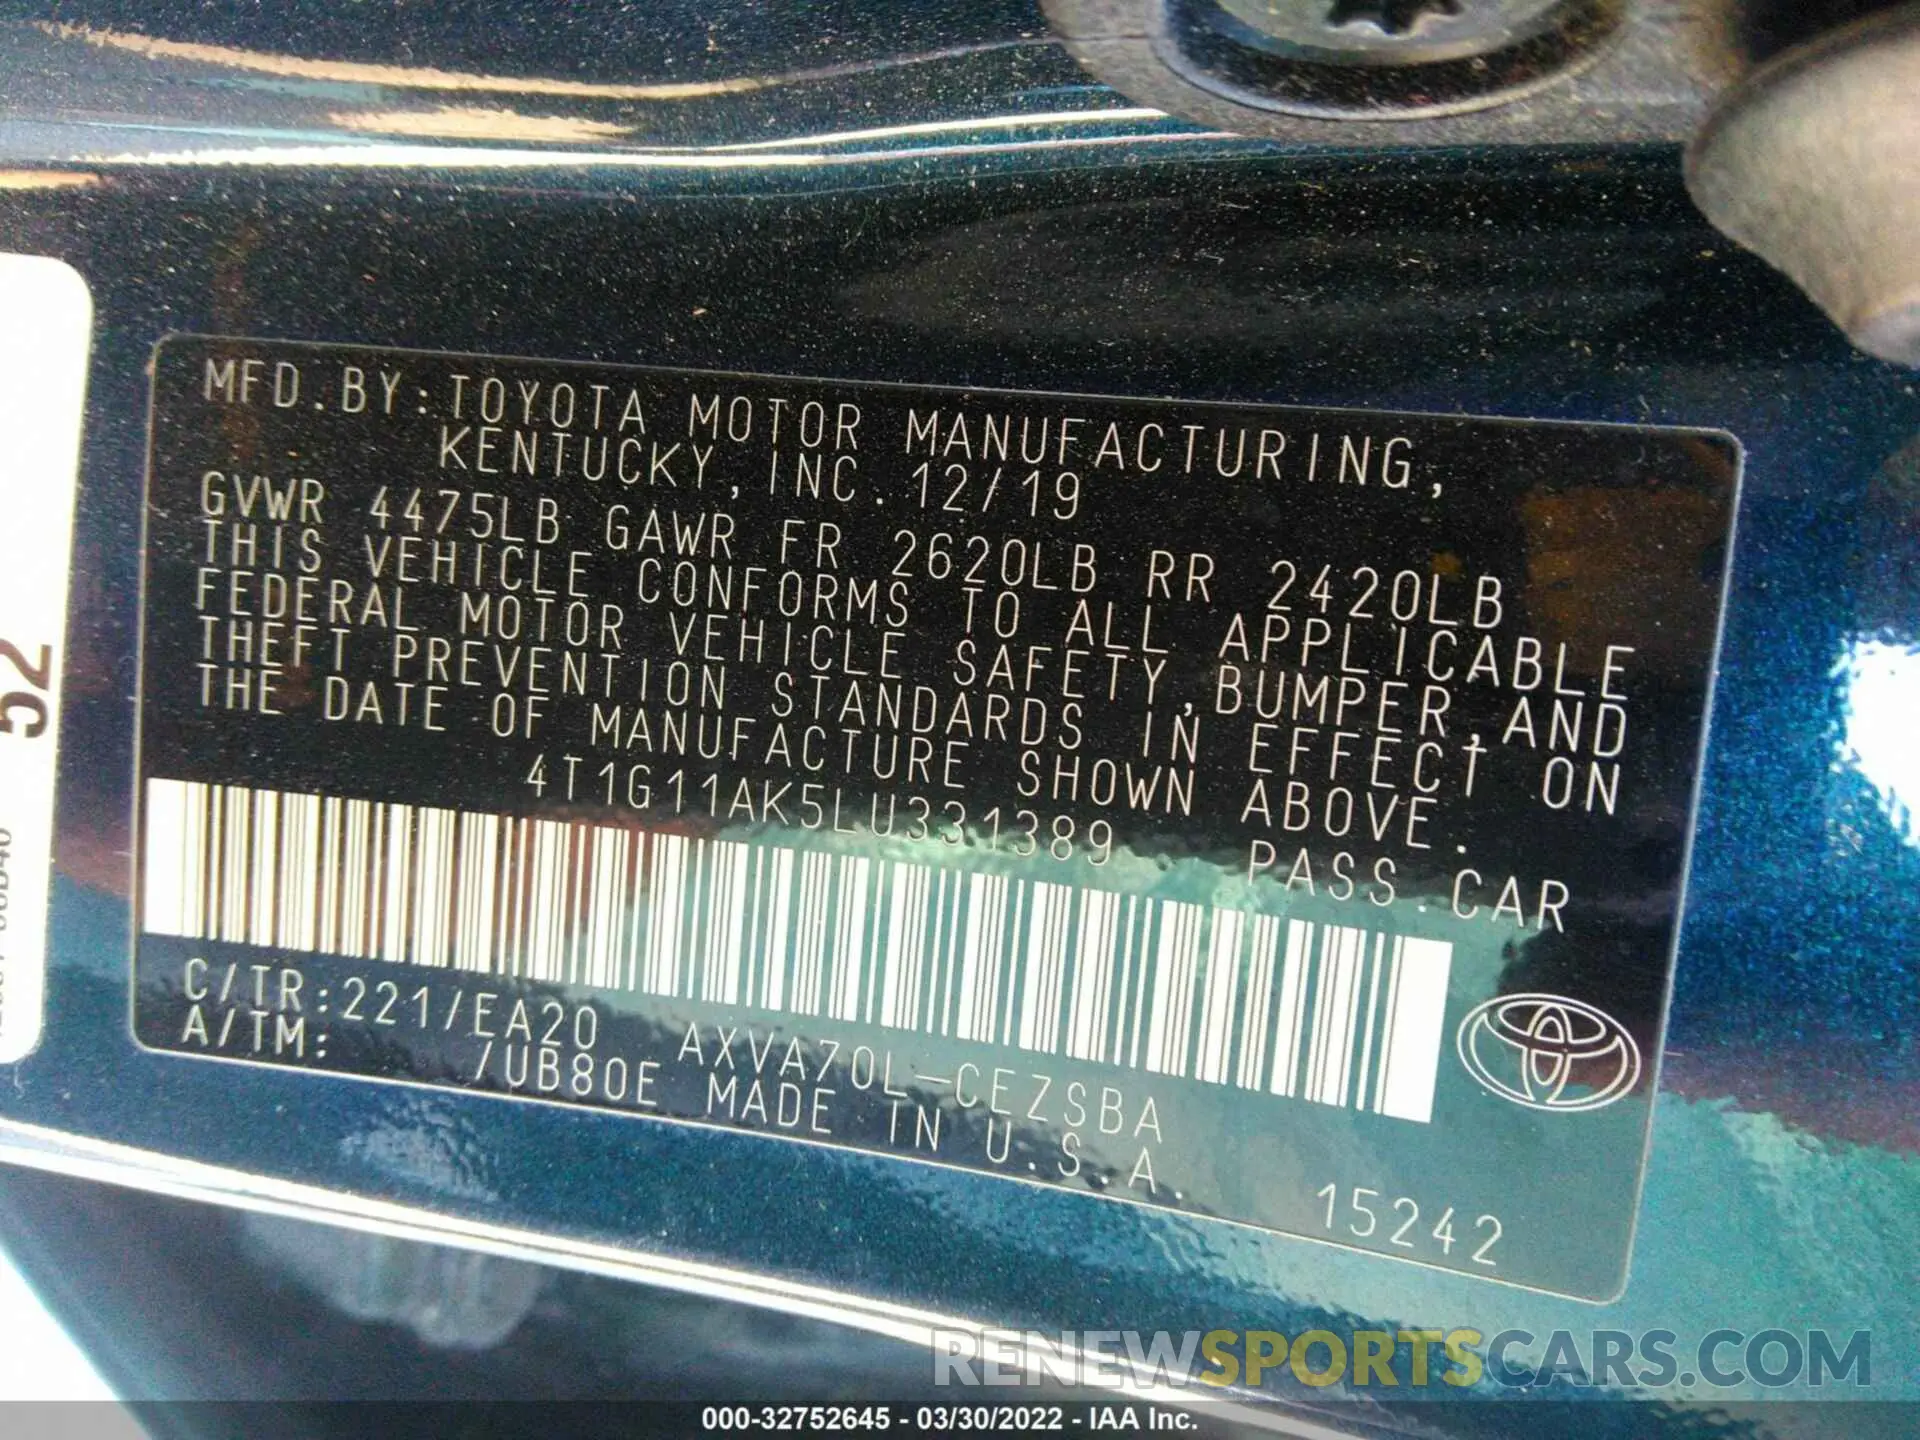 MFD.BY:TOYOTA MOTOR MANUFACTURING,
KENTUCKY,INC.12/19
GVWR 4475LB GAWR FR 2620LB RR 2420LB
THIS VEHICLE CONFORMS TO ALL APPLICABLE
FEDERAL MOTOR VEHICLE SAFETY,BUMPER,AND
THEFT PREVENTION STANDARDS IN EFFECT ON
THE DATE OF MANUFACTURE SHOWN ABOVE.
4T1G11AK5LU331389 PASS.CAR
C/TR:221/EA20 AXVA70L-CEZSBA
A/TM: /UB80E MADE IN U.S.A.
15242
52
RENEWSPORTSCARS.COM
000-32752645 - 03/30/2022 - IAA Inc.